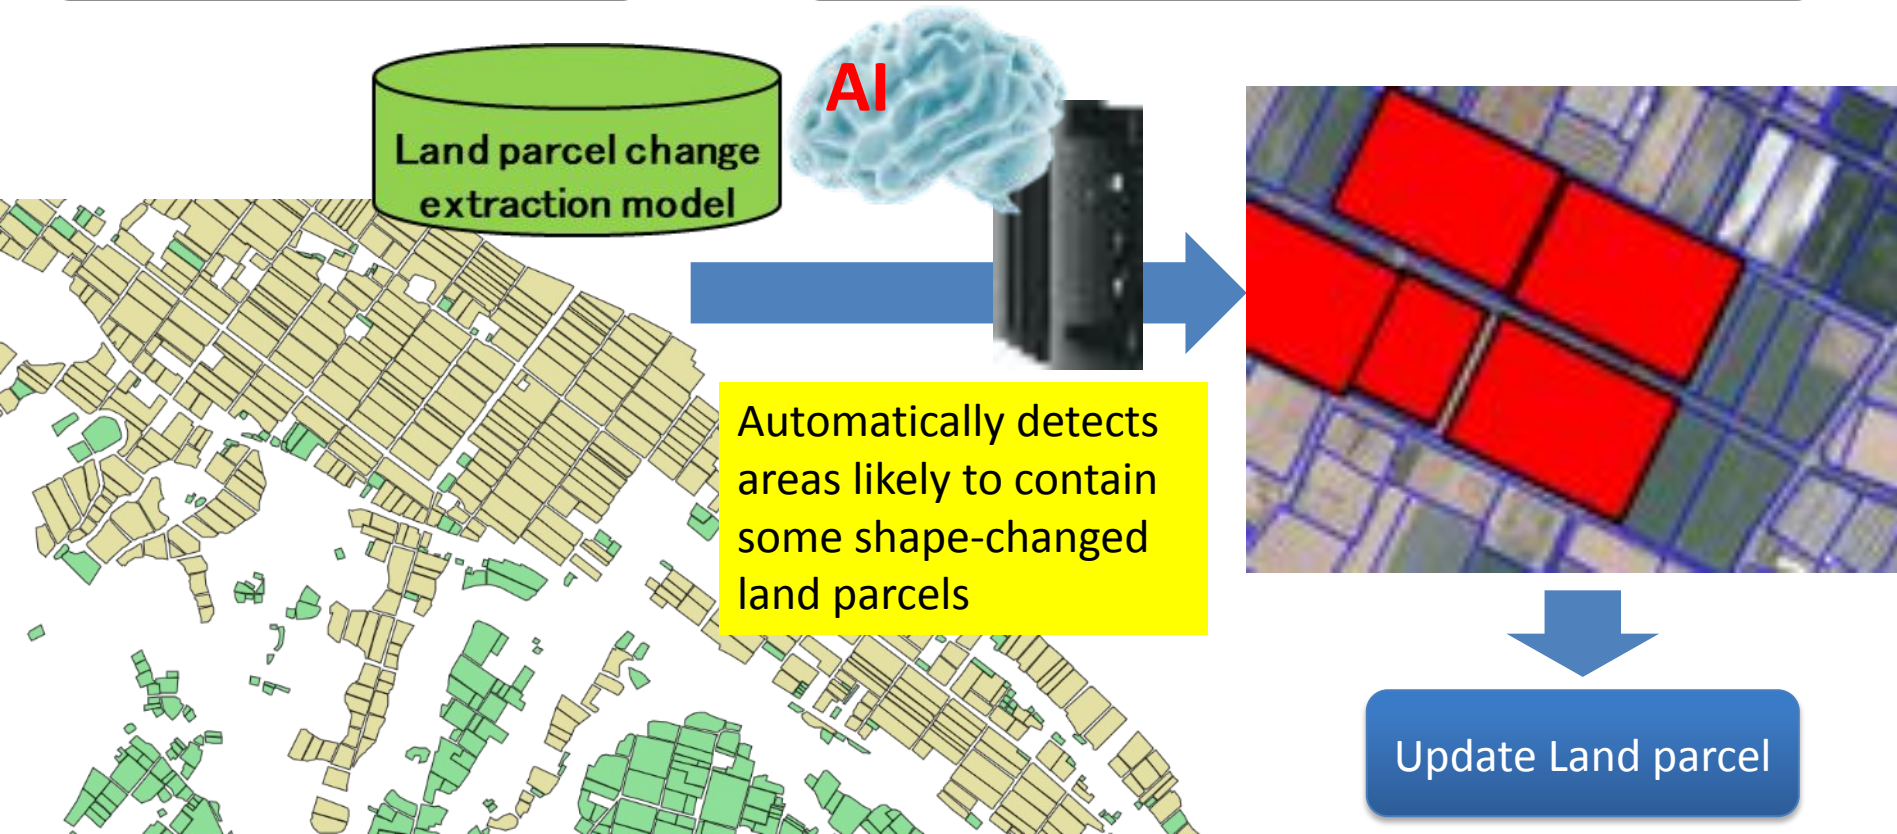 AI
Land parcel change
extraction model
Automatically detects
areas likely to contain
some shape-changed
land parcels
Update Land parcel